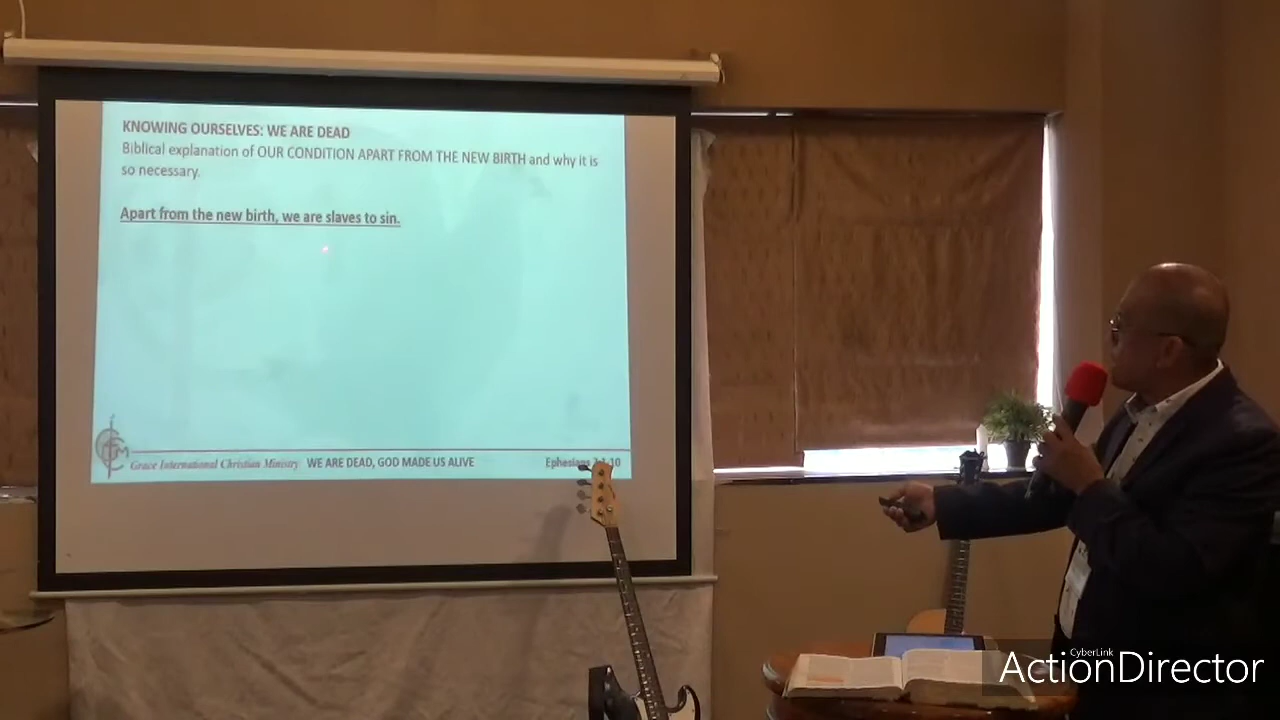 KNOWING OURSELVES: WE ARE DEAD
Biblical explanation of OUR CONDITION APART FROM THE NEW BIRTH and why it is
so necessary.
Apart from the new birth, we are slaves to sin.
Grace International Christian Ministry WE ARE DEAD, GOD MADE US ALIVE Ephesians
CyberLink
ActionDirector